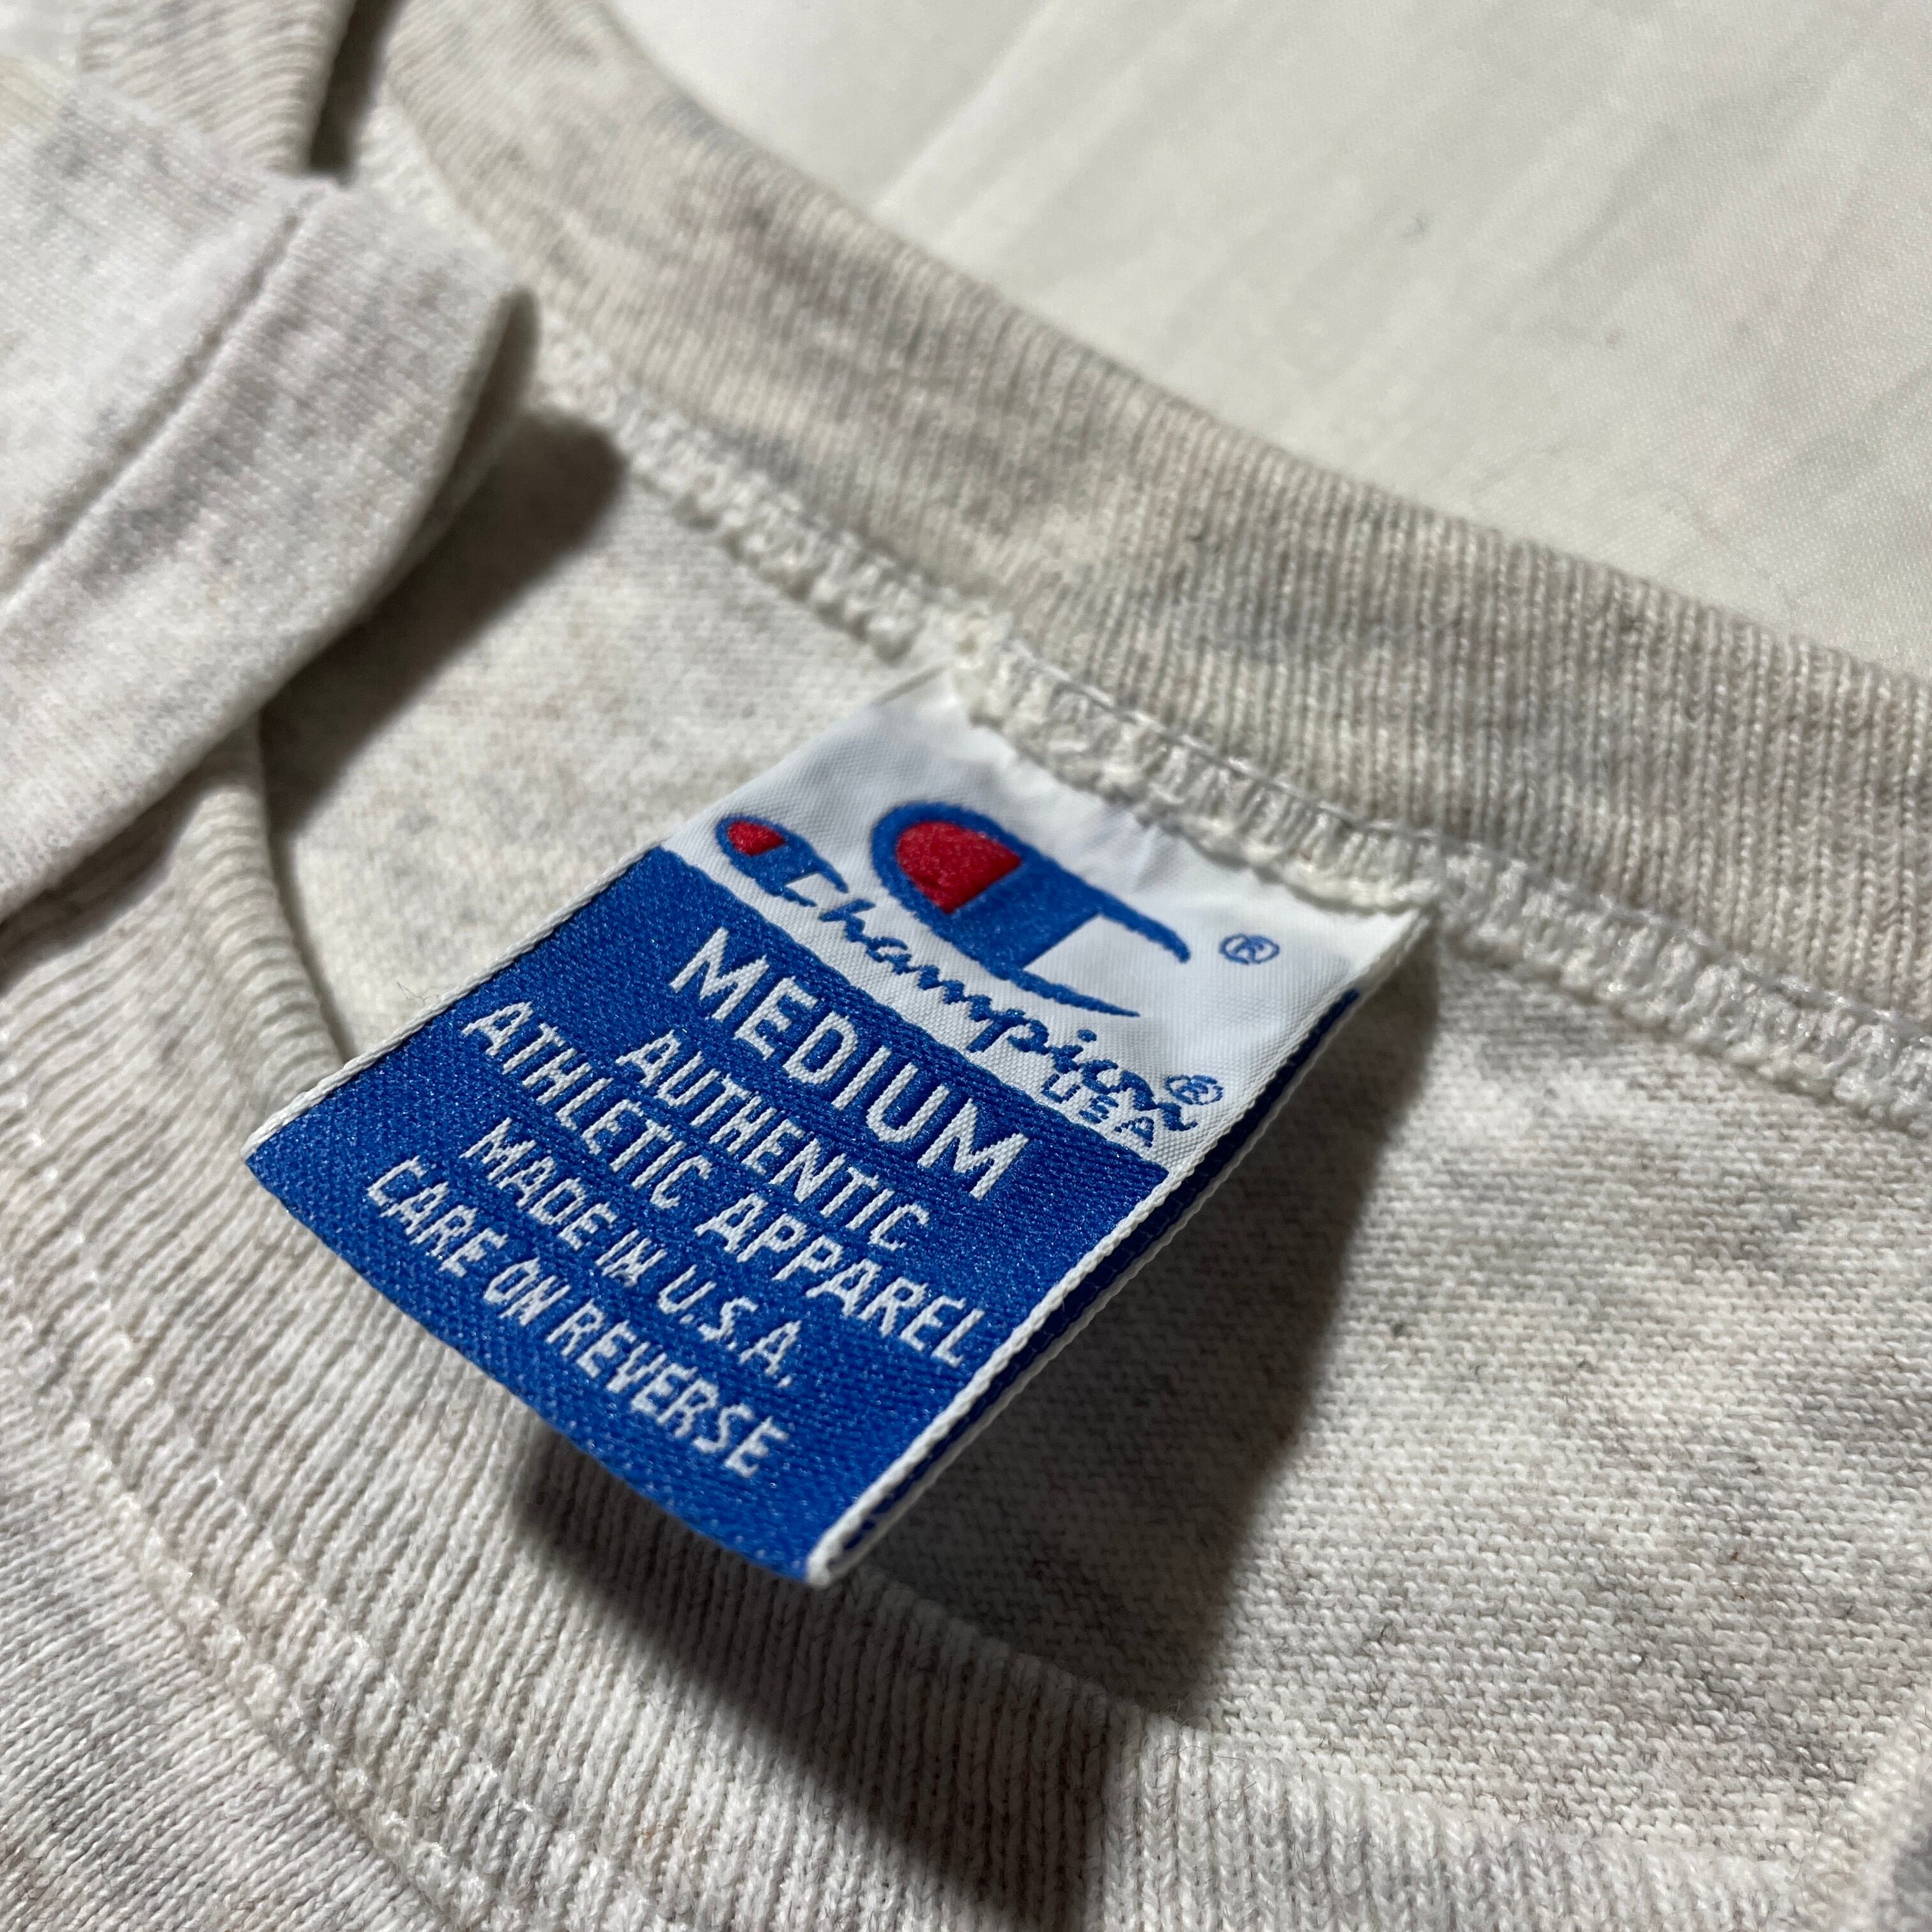 ®
Champion®
USA
MEDIUM
AUTHENTIC
ATHLETIC APPAREL
MADE IN U.S.A.
CARE ON REVERSE